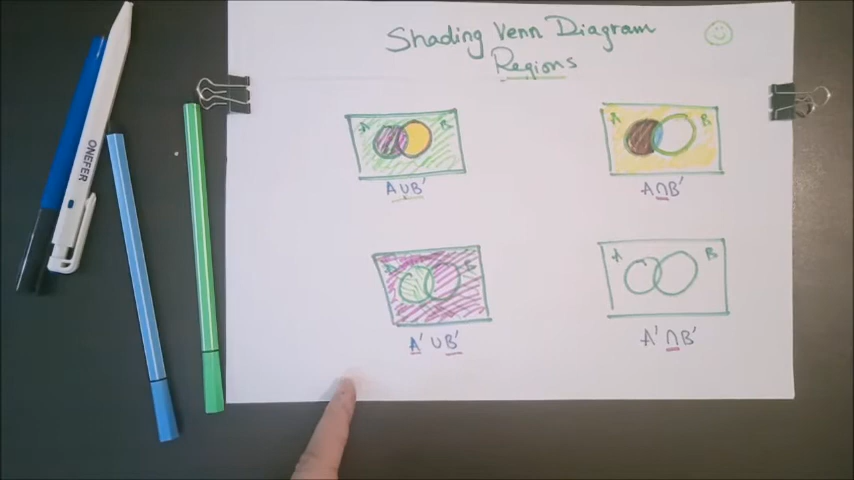 Shading Venn Diagram
Regions
A B
A∪B'
A B
A∩B'
A'∪B'
A B
A'∩B'
ONEFER